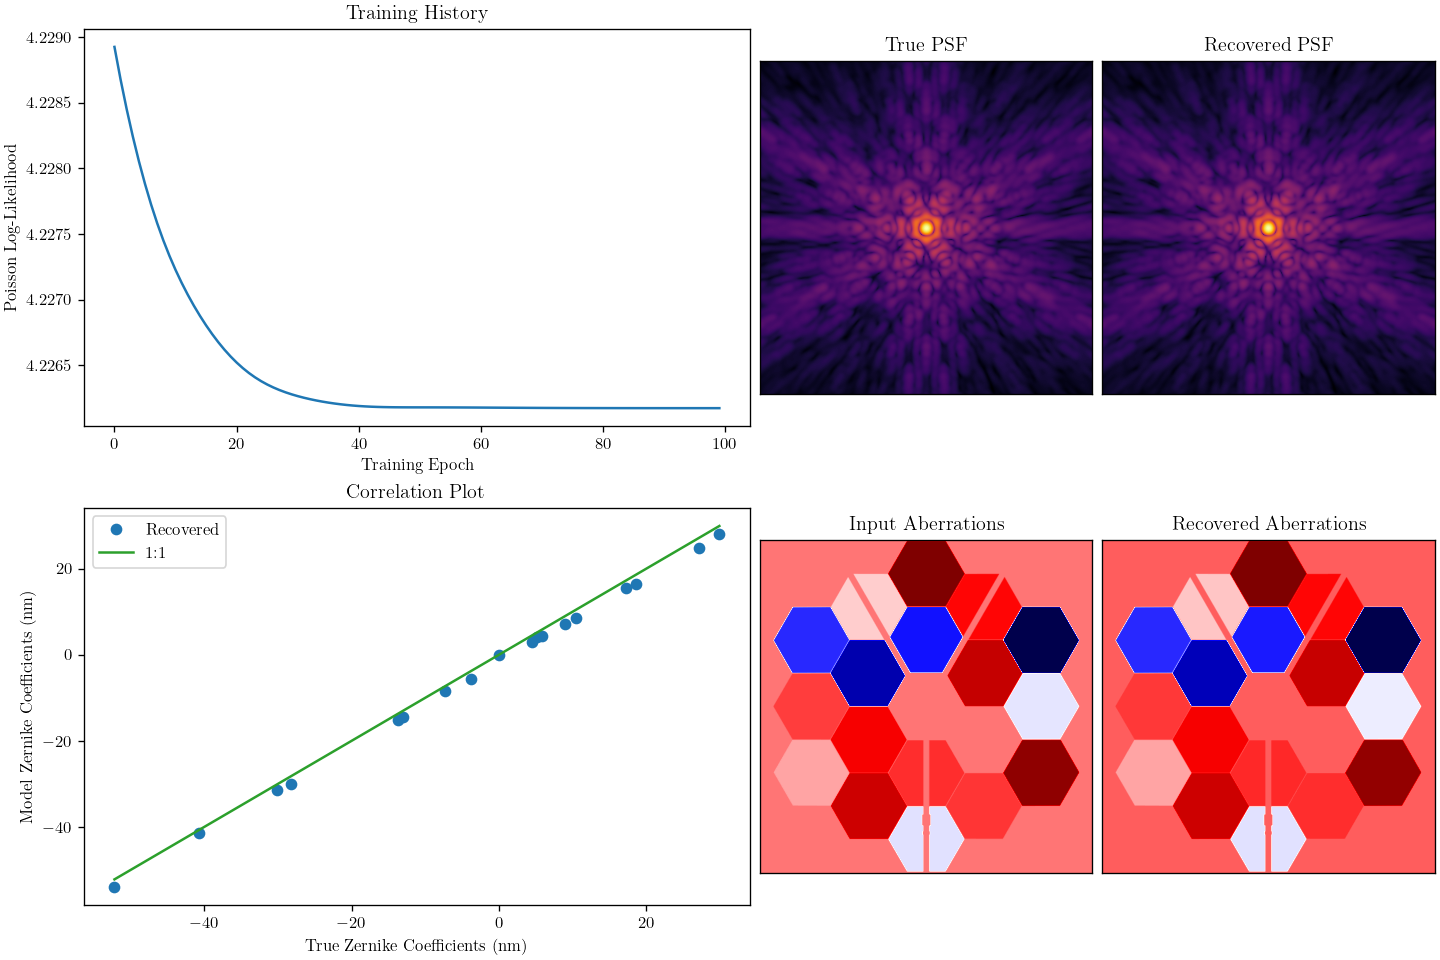 Training History
4.2290
4.2285
4.2280
4.2275
4.2270
4.2265
Poisson Log-Likelihood
0 20 40 60 80 100
Training Epoch
True PSF
Recovered PSF
Correlation Plot
Recovered
1:1
20
0
−20
−40
Model Zernike Coefficients (nm)
−40 −20 0 20
True Zernike Coefficients (nm)
Input Aberrations
Recovered Aberrations